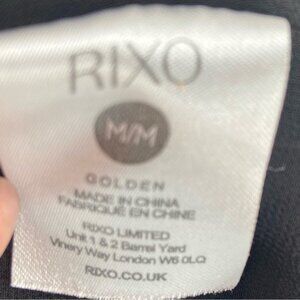 RIXO
M/M
GOLDEN
MADE IN CHINA
FABRIQUÉ EN CHINE
RIXO LIMITED
Unit 1 & 2 Barrel Yard
Vinery Way London W6 0LQ
RIXO.CO.UK